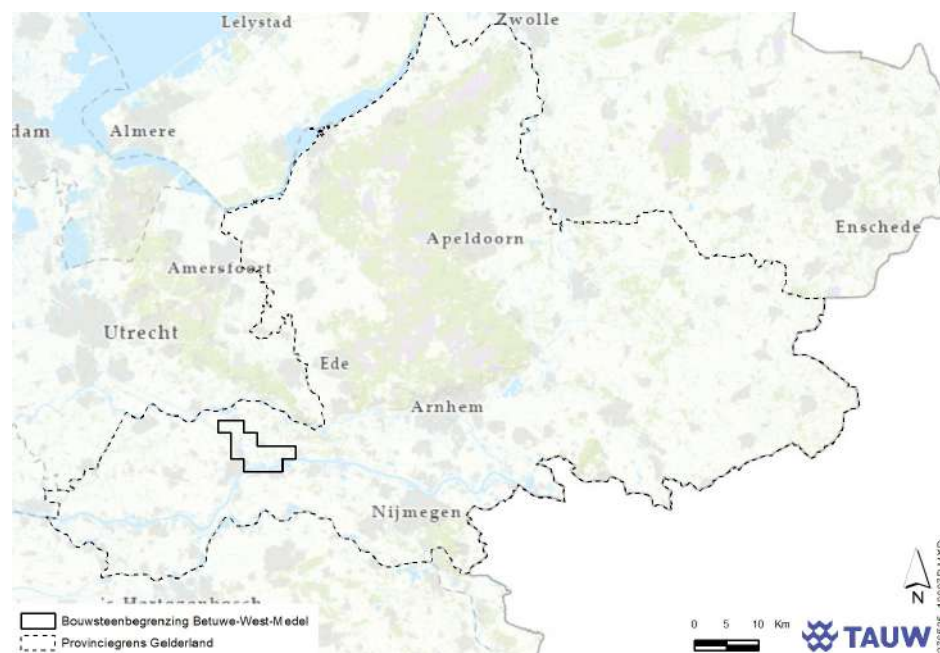 Lelystad
Zwolle
dam
Almere
Enschede
Apeldoorn
Amersfoort
Utrecht
Ede
Arnhem
Nijmegen
's Hertogenbosch
Bouwsteenbegrenzing Betuwe-West-Medel
Provinciegrens Gelderland
0 5 10 Km
N
TAUW